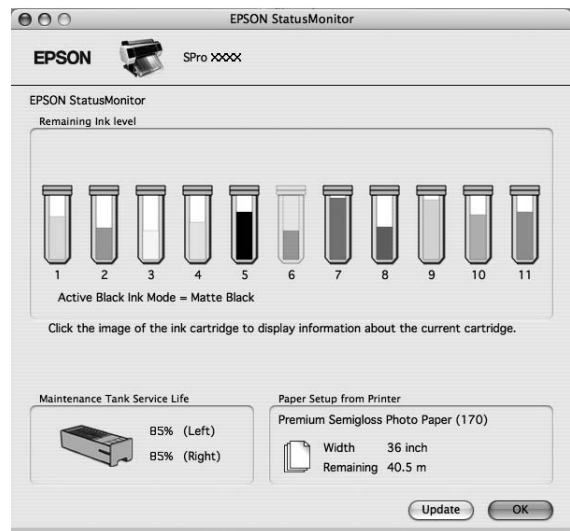 EPSON StatusMonitor
EPSON
SPro XXXX
EPSON StatusMonitor
Remaining Ink level
1 2 3 4 5 6 7 8 9 10 11
Active Black Ink Mode = Matte Black
Click the image of the ink cartridge to display information about the current cartridge.
Maintenance Tank Service Life
85% (Left)
85% (Right)
Paper Setup from Printer
Premium Semigloss Photo Paper (170)
Width 36 inch
Remaining 40.5 m
Update
OK